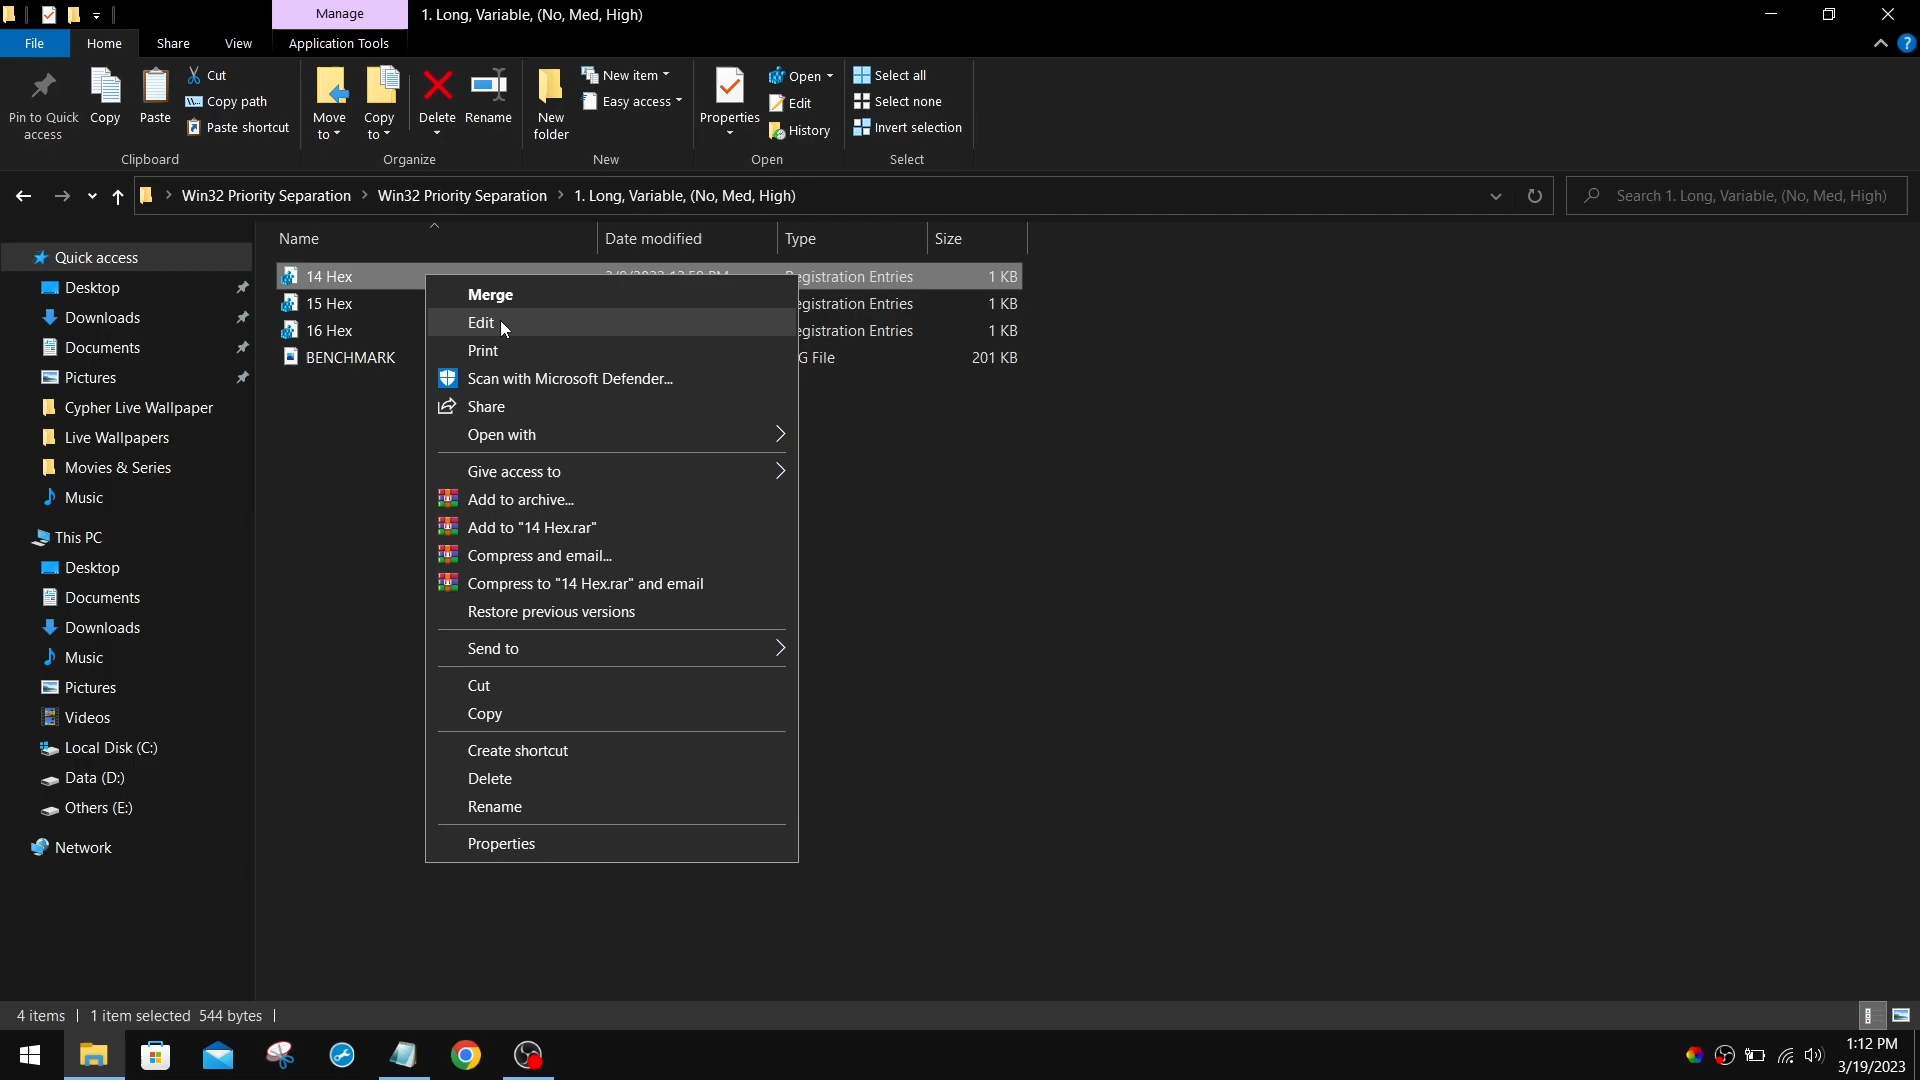 Manage
1. Long, Variable, (No, Med, High)
File
Home
Share
View
Application Tools
Pin to Quick access
Copy
Paste
Cut
Copy path
Paste shortcut
Clipboard
Move to
Copy to
Delete
Rename
Organize
New folder
New item
Easy access
New
Properties
Open
Edit
History
Open
Select all
Select none
Invert selection
Select
Win32 Priority Separation
Win32 Priority Separation
1. Long, Variable, (No, Med, High)
Search 1. Long, Variable, (No, Med, High)
Name
Date modified
Type
Size
14 Hex
egistration Entries
1 KB
15 Hex
egistration Entries
1 KB
16 Hex
egistration Entries
1 KB
BENCHMARK
G File
201 KB
Quick access
Desktop
Downloads
Documents
Pictures
Cypher Live Wallpaper
Live Wallpapers
Movies & Series
Music
This PC
Desktop
Documents
Downloads
Music
Pictures
Videos
Local Disk (C:)
Data (D:)
Others (E:)
Network
Merge
Edit
Print
Scan with Microsoft Defender...
Share
Open with
Give access to
Add to archive...
Add to "14 Hex.rar"
Compress and email...
Compress to "14 Hex.rar" and email
Restore previous versions
Send to
Cut
Copy
Create shortcut
Delete
Rename
Properties
4 items
1 item selected 544 bytes
1:12 PM
3/19/2023